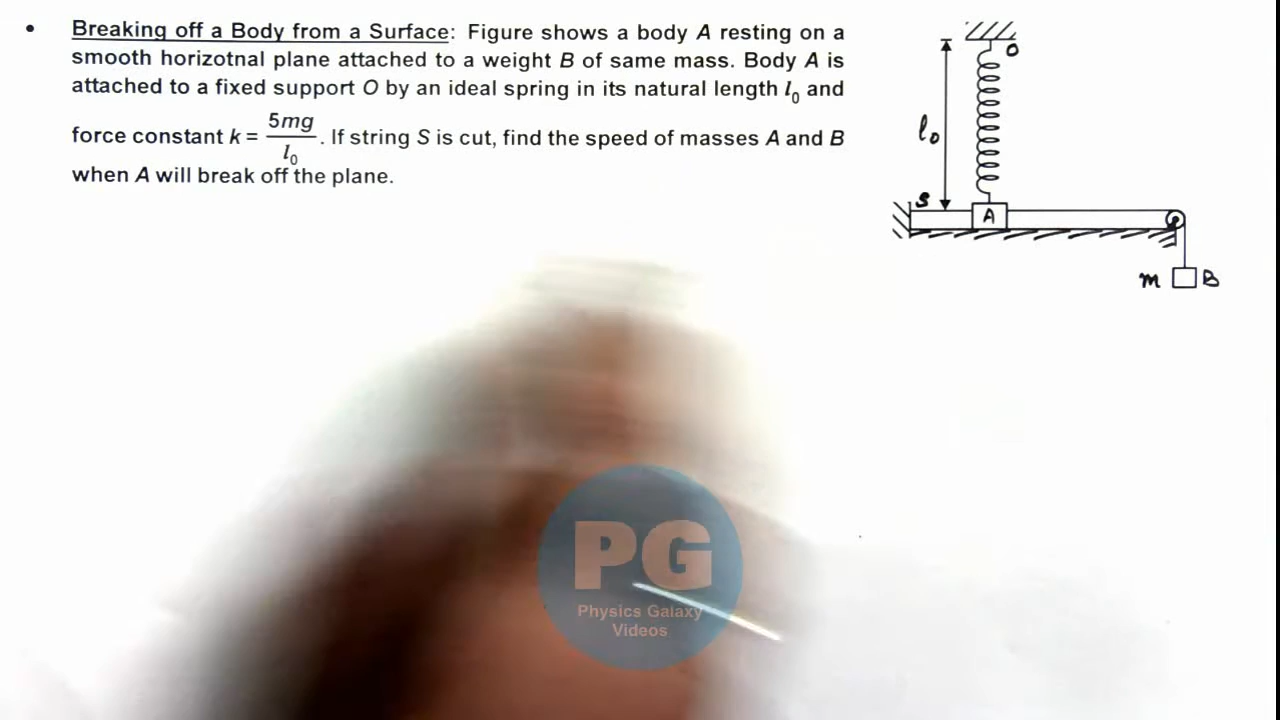 • Breaking off a Body from a Surface: Figure shows a body A resting on a
smooth horizotnal plane attached to a weight B of same mass. Body A is
attached to a fixed support O by an ideal spring in its natural length l₀ and
force constant k = 5mg/l₀. If string S is cut, find the speed of masses A and B
when A will break off the plane.
O
l₀
S
A
m B
PG
Physics Galaxy
Videos